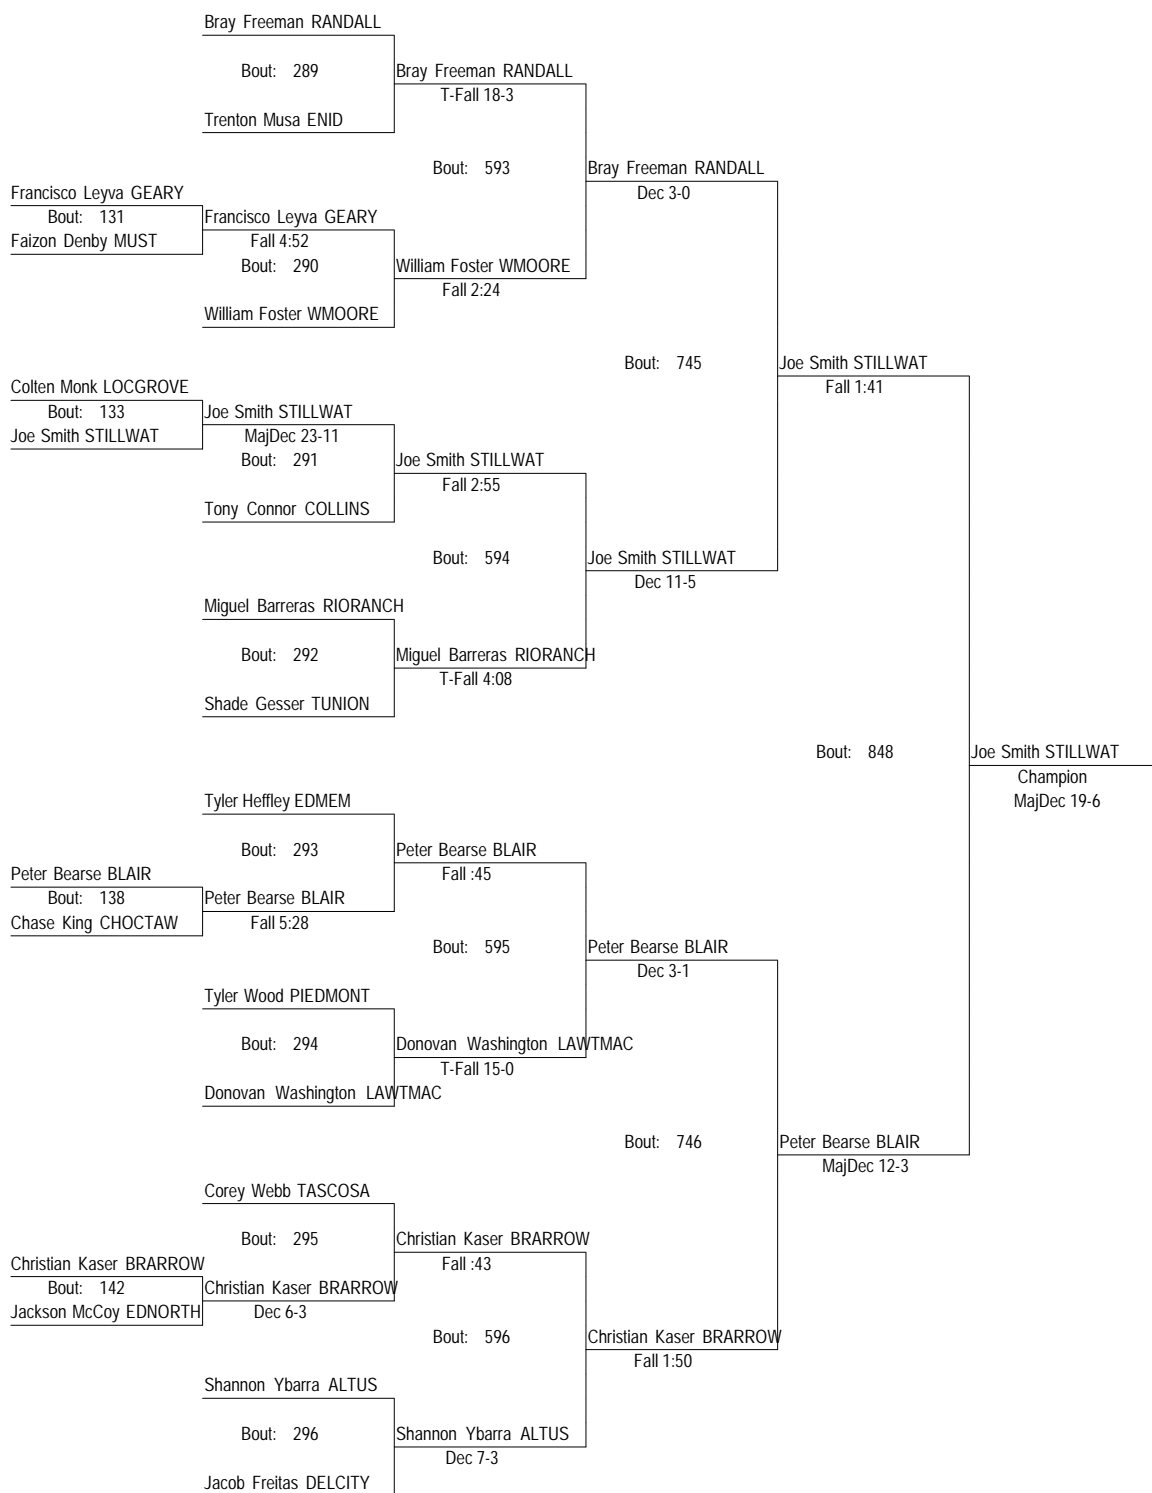 Bray Freeman RANDALL
Bout: 289
Bray Freeman RANDALL
T-Fall 18-3
Trenton Musa ENID
Bout: 593
Bray Freeman RANDALL
Dec 3-0
Francisco Leyva GEARY
Bout: 131
Francisco Leyva GEARY
Faizon Denby MUST
Fall 4:52
Bout: 290
William Foster WMOORE
Fall 2:24
William Foster WMOORE
Bout: 745
Joe Smith STILLWAT
Fall 1:41
Colten Monk LOCGROVE
Bout: 133
Joe Smith STILLWAT
Joe Smith STILLWAT
MajDec 23-11
Bout: 291
Joe Smith STILLWAT
Fall 2:55
Tony Connor COLLINS
Bout: 594
Joe Smith STILLWAT
Dec 11-5
Miguel Barreras RIORANCH
Bout: 292
Miguel Barreras RIORANCH
T-Fall 4:08
Shade Gesser TUNION
Bout: 848
Joe Smith STILLWAT
Champion
MajDec 19-6
Tyler Heffley EDMEM
Bout: 293
Peter Bearse BLAIR
Fall :45
Peter Bearse BLAIR
Bout: 138
Peter Bearse BLAIR
Chase King CHOCTAW
Fall 5:28
Bout: 595
Peter Bearse BLAIR
Dec 3-1
Tyler Wood PIEDMONT
Bout: 294
Donovan Washington LAWTMAC
T-Fall 15-0
Donovan Washington LAWTMAC
Bout: 746
Peter Bearse BLAIR
MajDec 12-3
Corey Webb TASCOSA
Bout: 295
Christian Kaser BRARROW
Fall :43
Christian Kaser BRARROW
Bout: 142
Christian Kaser BRARROW
Jackson McCoy EDNORTH
Dec 6-3
Bout: 596
Christian Kaser BRARROW
Fall 1:50
Shannon Ybarra ALTUS
Bout: 296
Shannon Ybarra ALTUS
Dec 7-3
Jacob Freitas DELCITY